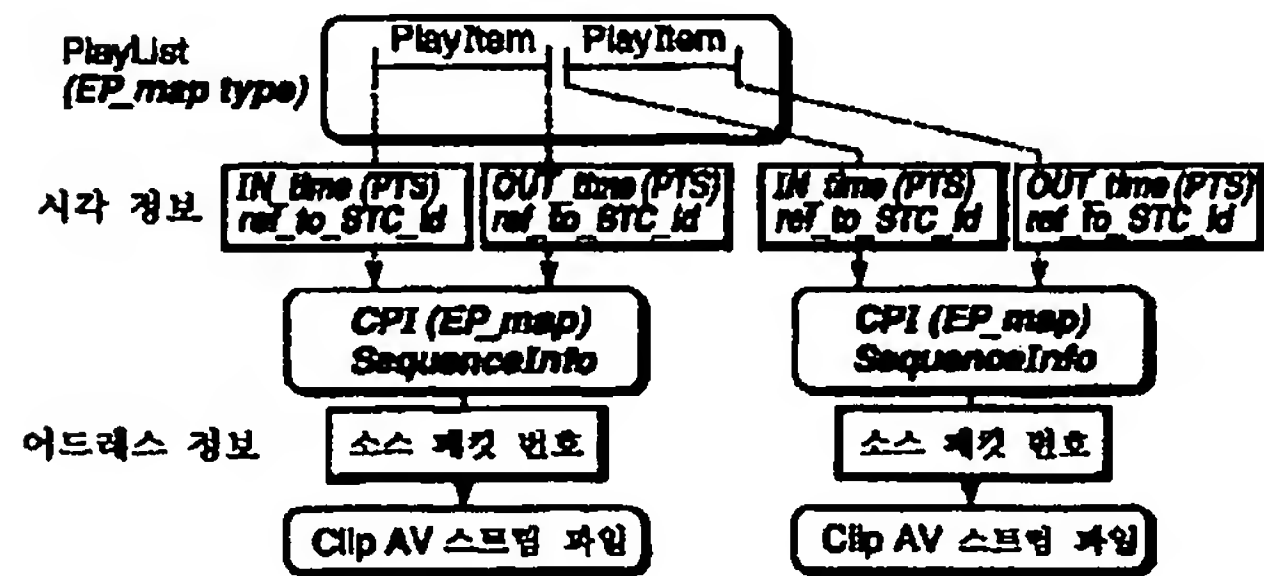 PlayList
(EP_map type)
PlayItem PlayItem
시각 정보
IN_time (PTS)
ref_to_STC_id
OUT_time (PTS)
ref_to_STC_id
IN_time (PTS)
ref_to_STC_id
OUT_time (PTS)
ref_to_STC_id
CPI (EP_map)
SequenceInfo
CPI (EP_map)
SequenceInfo
어드레스 정보
소스 패킷 번호
소스 패킷 번호
Clip AV 스트림 파일
Clip AV 스트림 파일